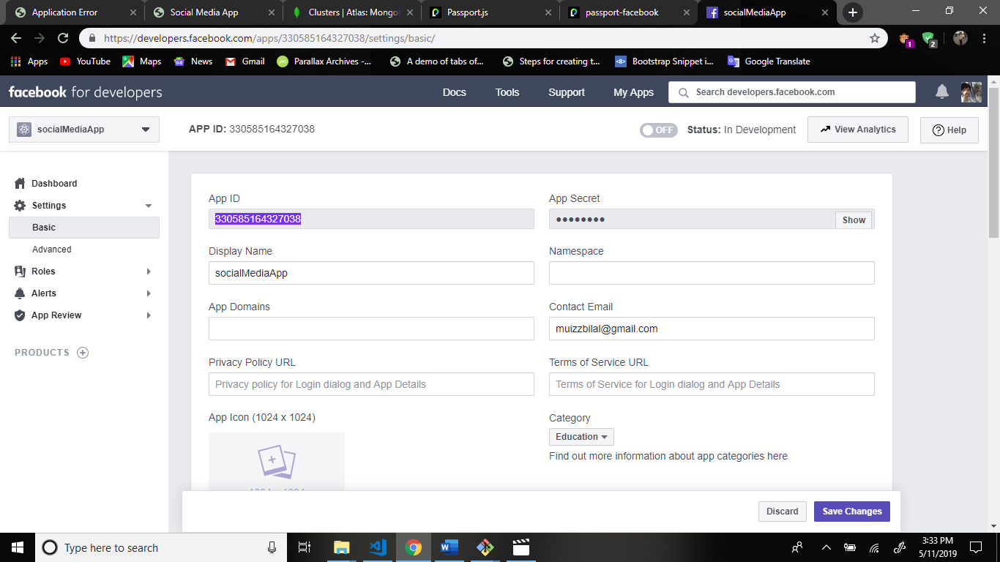 Application Error
Social Media App
Clusters | Atlas: Mongo
Passport.js
passport-facebook
socialMediaApp
https://developers.facebook.com/apps/330585164327038/settings/basic/
1
2
Apps
YouTube
Maps
News
Gmail
Parallax Archives -...
A demo of tabs of...
Steps for creating t...
Bootstrap Snippet i...
Google Translate
facebook for developers
Docs
Tools
Support
My Apps
Search developers.facebook.com
socialMediaApp
APP ID: 330585164327038
OFF
Status: In Development
View Analytics
Help
Dashboard
Settings
Basic
Advanced
Roles
Alerts
App Review
PRODUCTS
App ID
330585164327038
App Secret
●●●●●●●●
Show
Display Name
socialMediaApp
Namespace
App Domains
Contact Email
muizzbilal@gmail.com
Privacy Policy URL
Privacy policy for Login dialog and App Details
Terms of Service URL
Terms of Service for Login dialog and App Details
App Icon (1024 x 1024)
Category
Education
Find out more information about app categories here
Discard
Save Changes
Type here to search
3:33 PM
5/11/2019